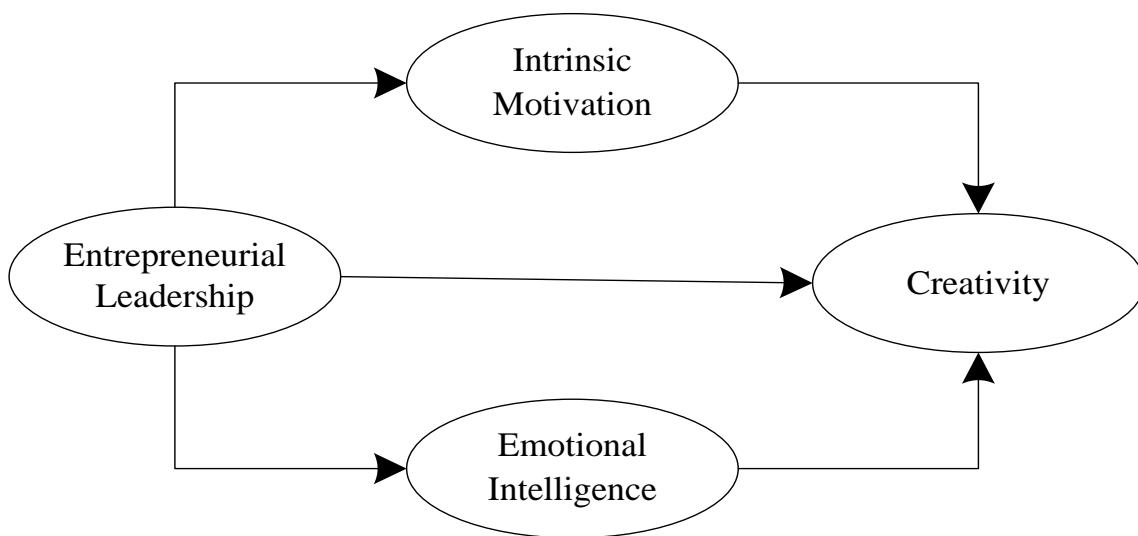 Intrinsic
Motivation
Entrepreneurial
Leadership
Creativity
Emotional
Intelligence